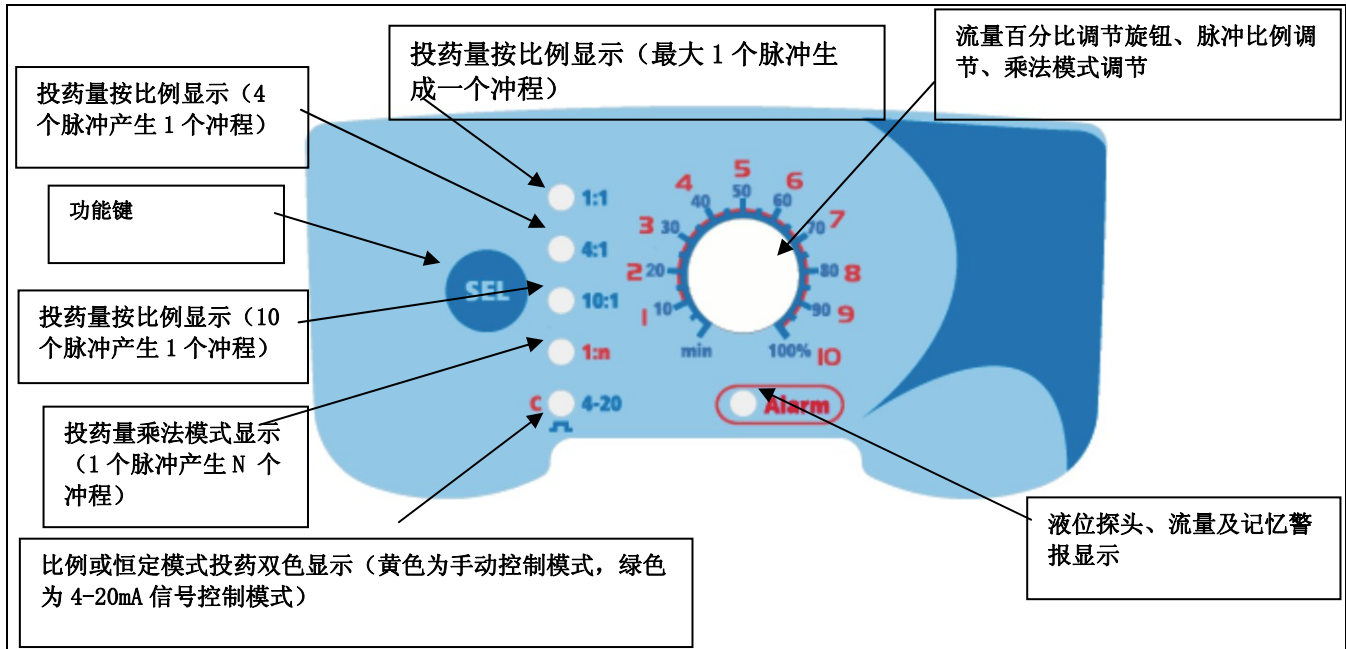 投药量按比例显示（最大 1 个脉冲生
成一个冲程）
流量百分比调节旋钮、脉冲比例调
节、乘法模式调节
投药量按比例显示（4
个脉冲产生 1 个冲程）
功能键
投药量按比例显示（10
个脉冲产生 1 个冲程）
投药量乘法模式显示
（1 个脉冲产生 N 个
冲程）
比例或恒定模式投药双色显示（黄色为手动控制模式，绿色
为 4-20mA 信号控制模式）
液位探头、流量及记忆警
报显示
SEL
1:1
4:1
10:1
1:n
C 4-20
1 2 3 4 5 6 7 8 9 10
min 10 20 30 40 50 60 70 80 90 100%
Alarm